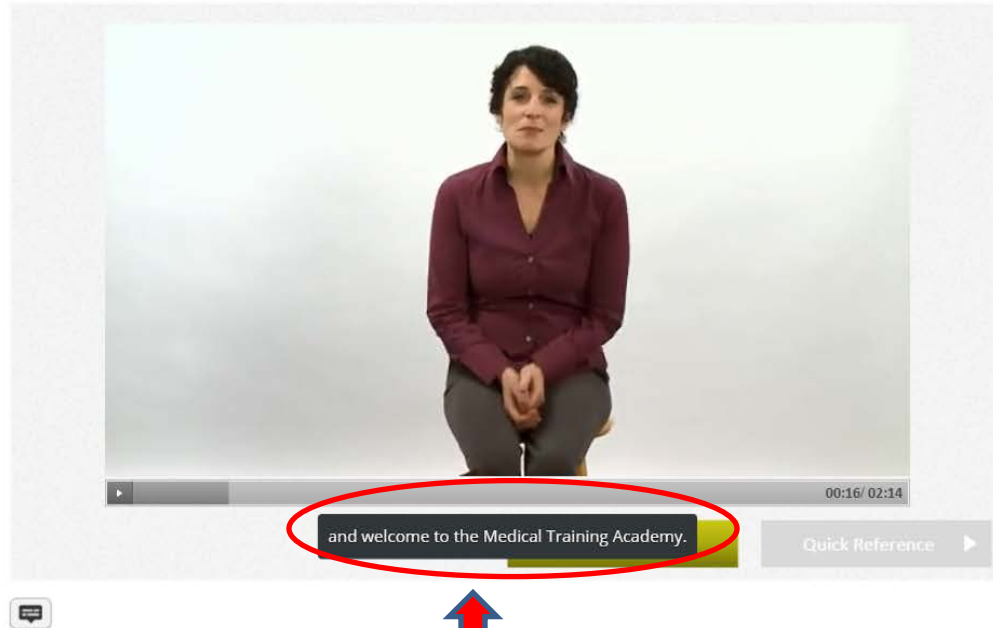 00:16/ 02:14
and welcome to the Medical Training Academy.
Quick Reference